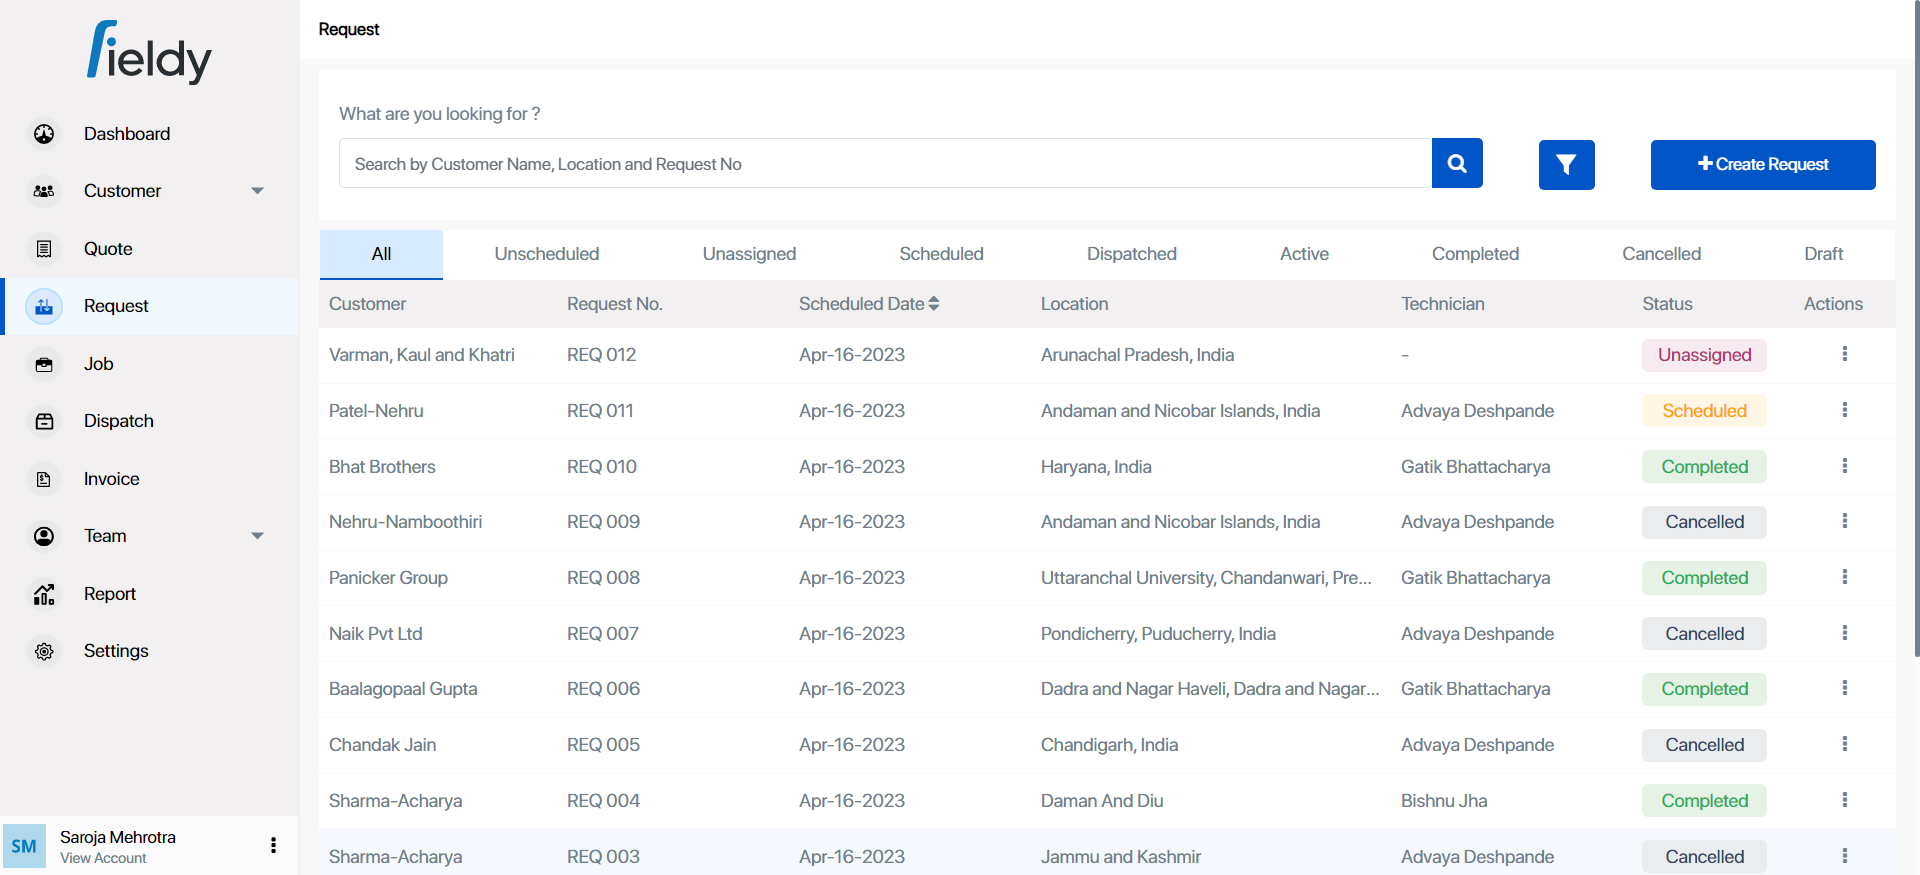 fieldy
Dashboard
Customer
Quote
Request
Job
Dispatch
Invoice
Team
Report
Settings
SM
Saroja Mehrotra
View Account
Request
What are you looking for ?
Search by Customer Name, Location and Request No
Create Request
All Unscheduled Unassigned Scheduled Dispatched Active Completed Cancelled Draft
Customer Request No. Scheduled Date Location Technician Status Actions
Varman, Kaul and Khatri REQ 012 Apr-16-2023 Arunachal Pradesh, India - Unassigned
Patel-Nehru REQ 011 Apr-16-2023 Andaman and Nicobar Islands, India Advaya Deshpande Scheduled
Bhat Brothers REQ 010 Apr-16-2023 Haryana, India Gatik Bhattacharya Completed
Nehru-Namboothiri REQ 009 Apr-16-2023 Andaman and Nicobar Islands, India Advaya Deshpande Cancelled
Panicker Group REQ 008 Apr-16-2023 Uttaranchal University, Chandanwari, Pre... Gatik Bhattacharya Completed
Naik Pvt Ltd REQ 007 Apr-16-2023 Pondicherry, Puducherry, India Advaya Deshpande Cancelled
Baalagopaal Gupta REQ 006 Apr-16-2023 Dadra and Nagar Haveli, Dadra and Nagar... Gatik Bhattacharya Completed
Chandak Jain REQ 005 Apr-16-2023 Chandigarh, India Advaya Deshpande Cancelled
Sharma-Acharya REQ 004 Apr-16-2023 Daman And Diu Bishnu Jha Completed
Sharma-Acharya REQ 003 Apr-16-2023 Jammu and Kashmir Advaya Deshpande Cancelled